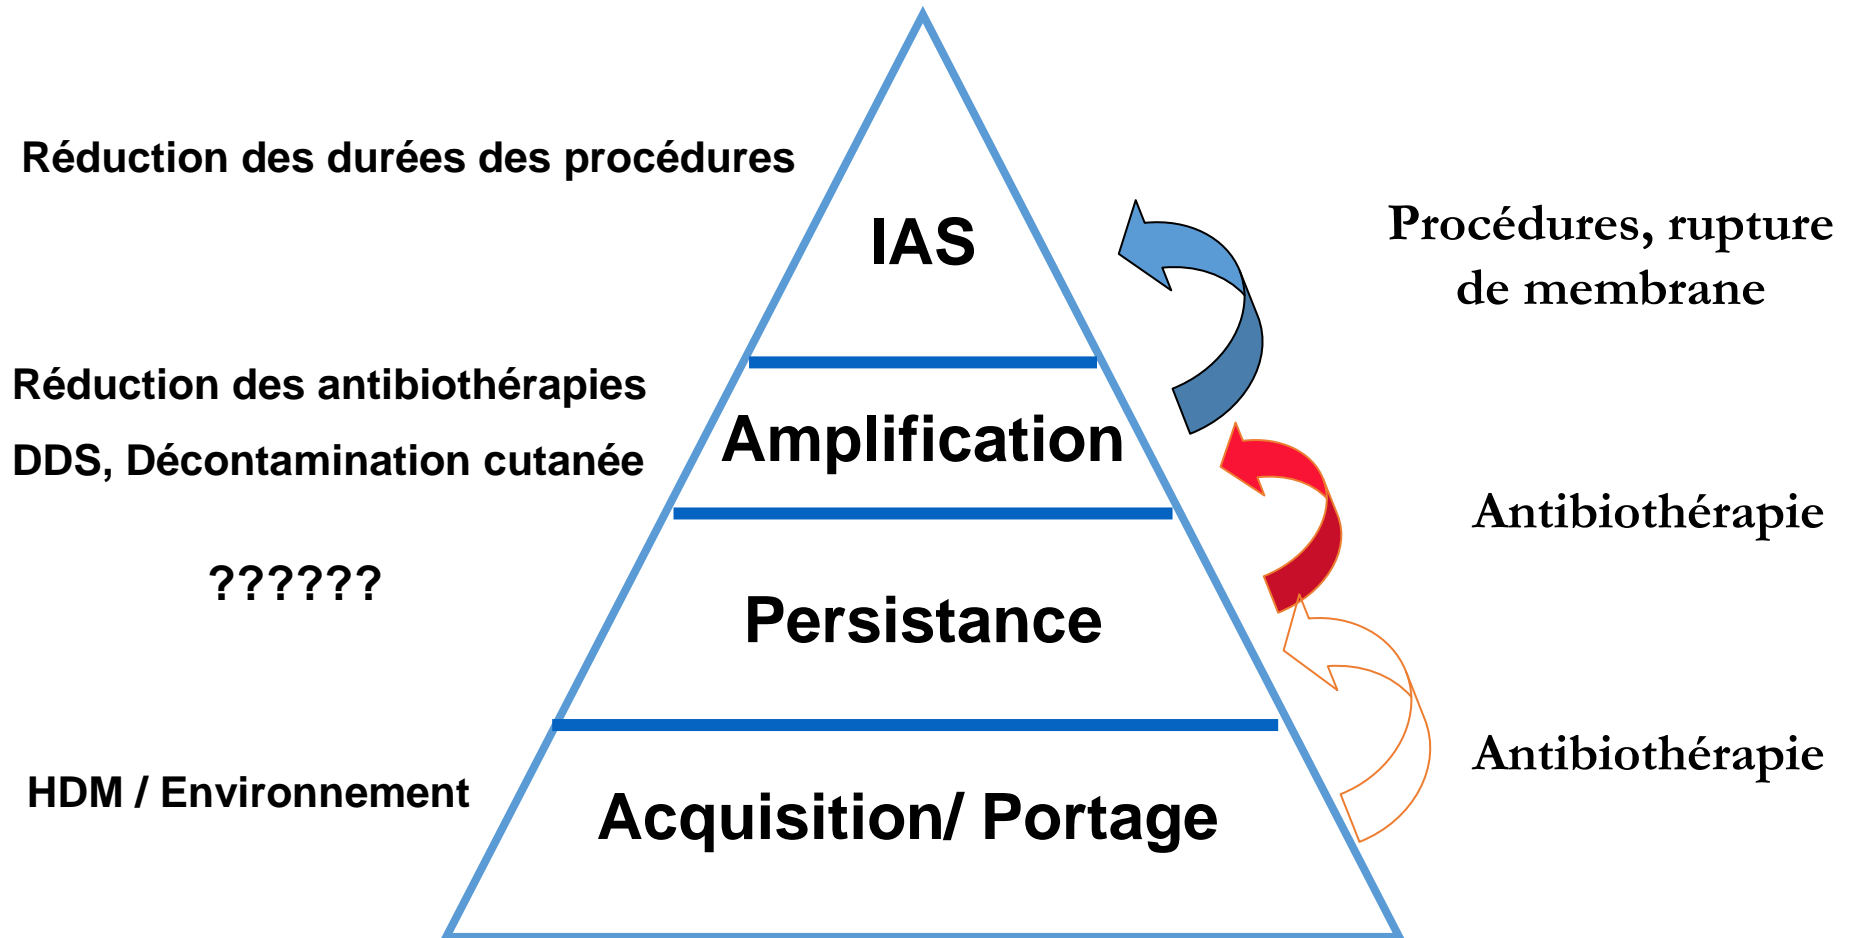 Réduction des durées des procédures
IAS
Procédures, rupture
de membrane
Réduction des antibiothérapies
DDS, Décontamination cutanée
Amplification
Antibiothérapie
??????
Persistance
Antibiothérapie
HDM / Environnement
Acquisition/ Portage